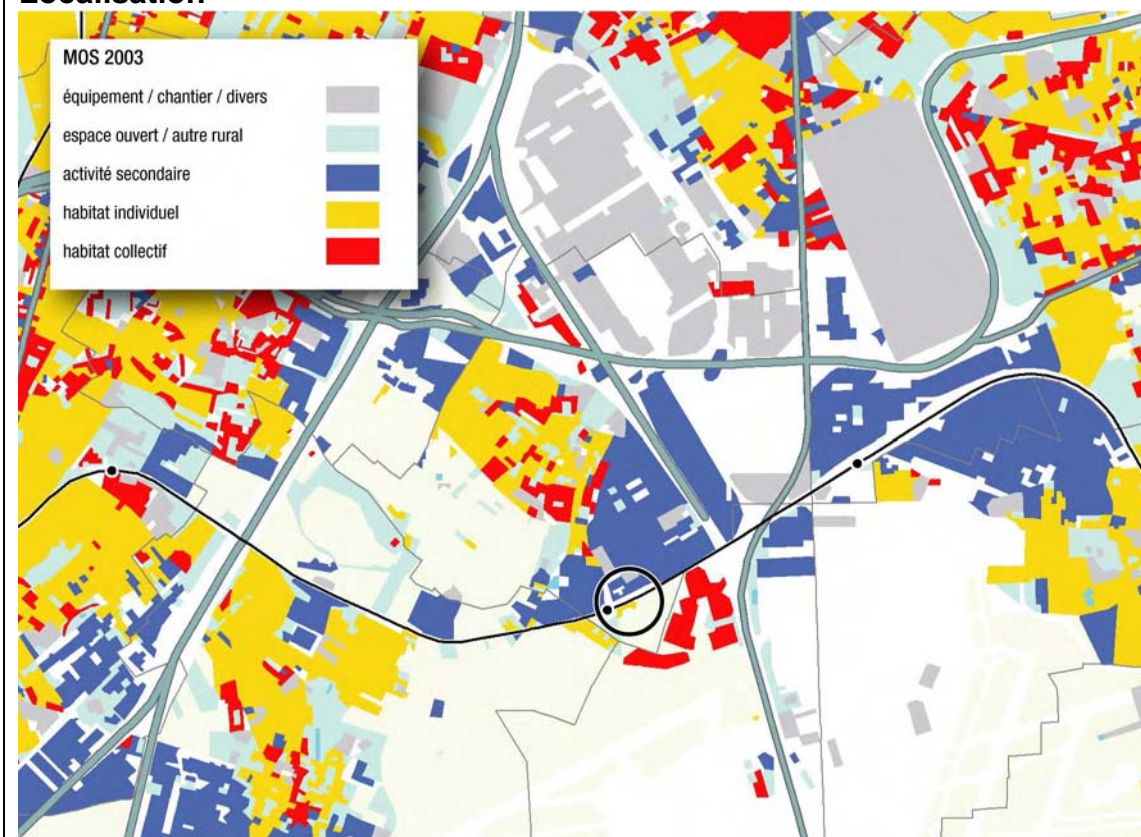 Localisation
MOS 2003
équipement / chantier / divers
espace ouvert / autre rural
activité secondaire
habitat individuel
habitat collectif